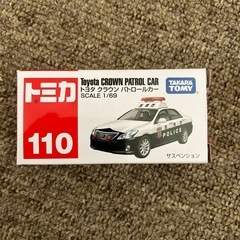 トミカ
110
Toyota CROWN PATROL CAR
トヨタ クラウン パトロールカー
SCALE 1/69
TAKARA
TOMY
POLICE
サスペンション